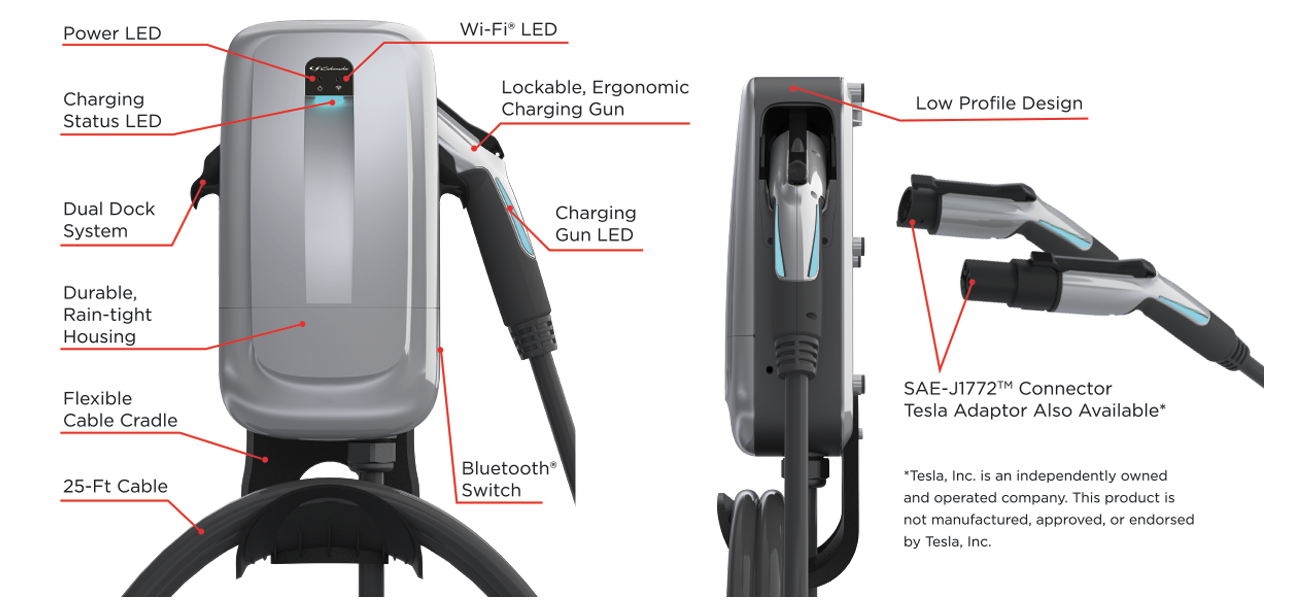 Power LED
Wi-Fi® LED
Charging
Status LED
Lockable, Ergonomic
Charging Gun
Dual Dock
System
Charging
Gun LED
Durable,
Rain-tight
Housing
Flexible
Cable Cradle
25-Ft Cable
Bluetooth®
Switch
Low Profile Design
SAE-J1772™ Connector
Tesla Adaptor Also Available*
*Tesla, Inc. is an independently owned
and operated company. This product is
not manufactured, approved, or endorsed
by Tesla, Inc.